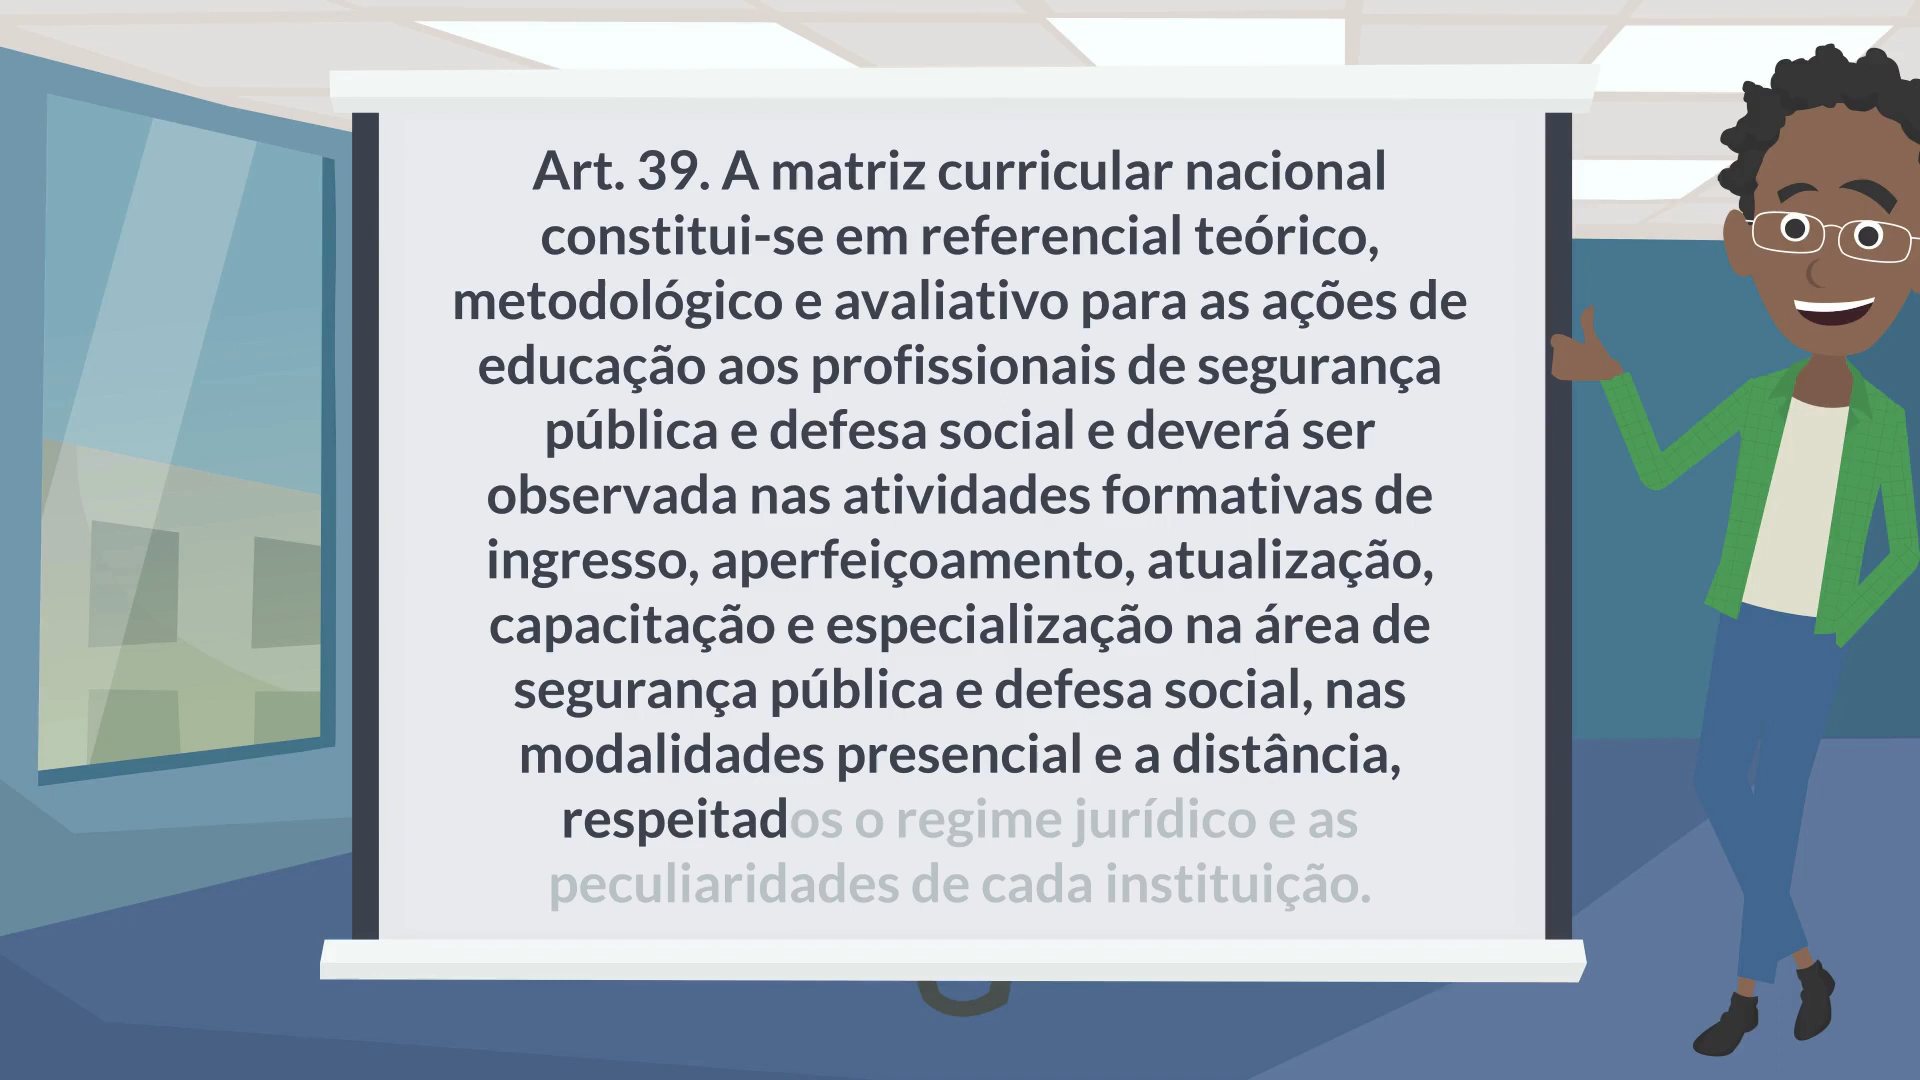 Art. 39. A matriz curricular nacional
constitui-se em referencial teórico,
metodológico e avaliativo para as ações de
educação aos profissionais de segurança
pública e defesa social e deverá ser
observada nas atividades formativas de
ingresso, aperfeiçoamento, atualização,
capacitação e especialização na área de
segurança pública e defesa social, nas
modalidades presencial e a distância,
respeitados o regime jurídico e as
peculiaridades de cada instituição.